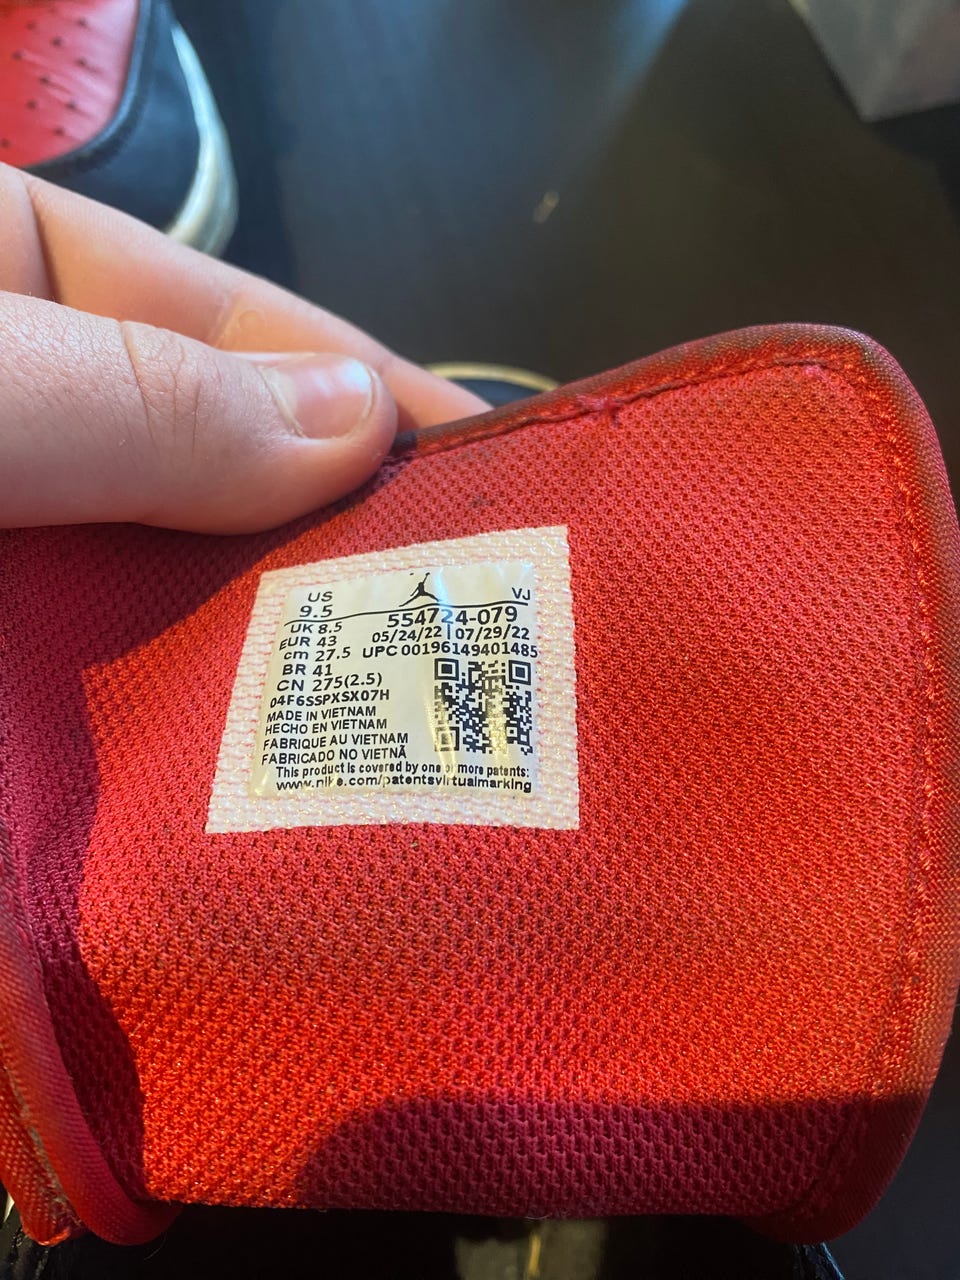 US VJ
9.5 554724-079
UK 8.5 05/24/22 | 07/29/22
EUR 43 UPC 00196149401485
cm 27.5
BR 41
CN 275(2.5)
04F6SSPXSX07H
MADE IN VIETNAM
HECHO EN VIETNAM
FABRIQUE AU VIETNAM
FABRICADO NO VIETNÃ
This product is covered by one or more patents:
www.nike.com/patentsvirtualmarking